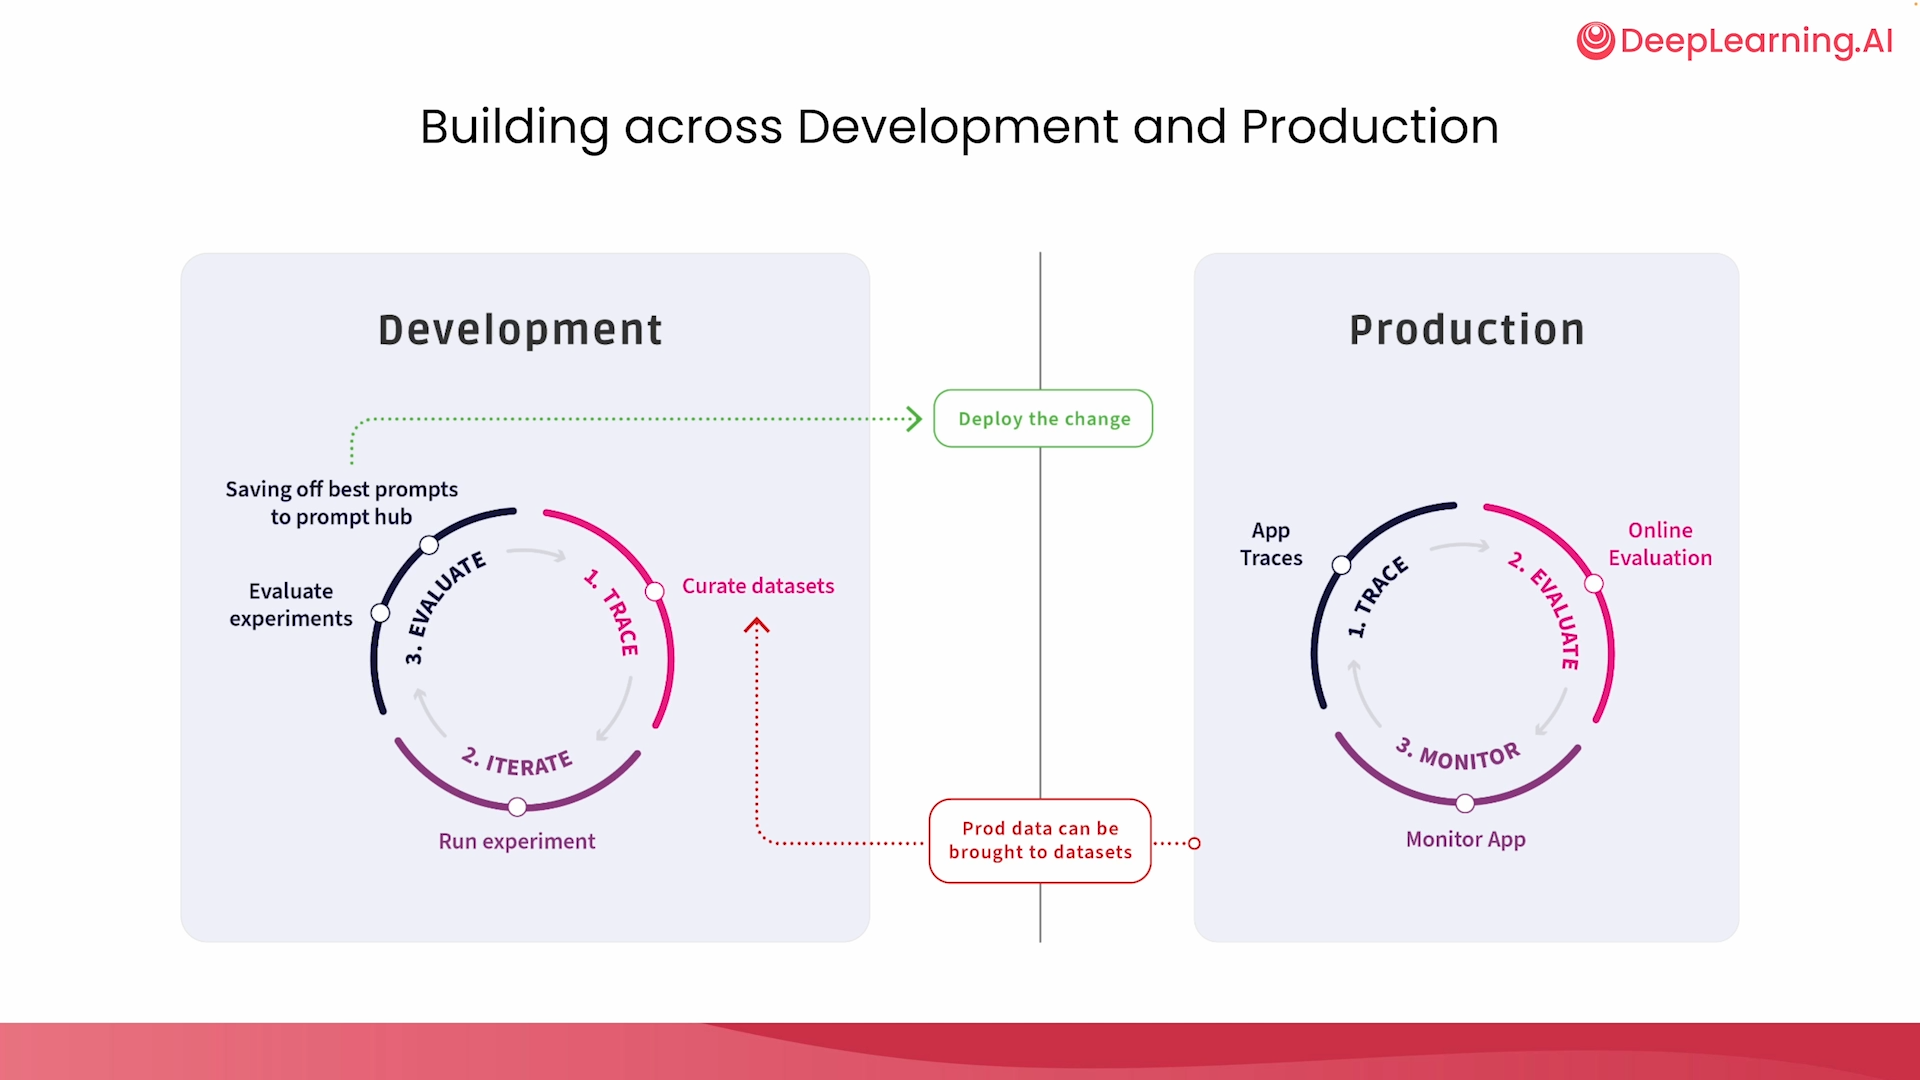 DeepLearning.AI
Building across Development and Production
Development
Deploy the change
Saving off best prompts
to prompt hub
Evaluate
experiments
3. EVALUATE
1. TRACE
Curate datasets
2. ITERATE
Run experiment
Prod data can be
brought to datasets
Production
App
Traces
1. TRACE
2. EVALUATE
Online
Evaluation
3. MONITOR
Monitor App